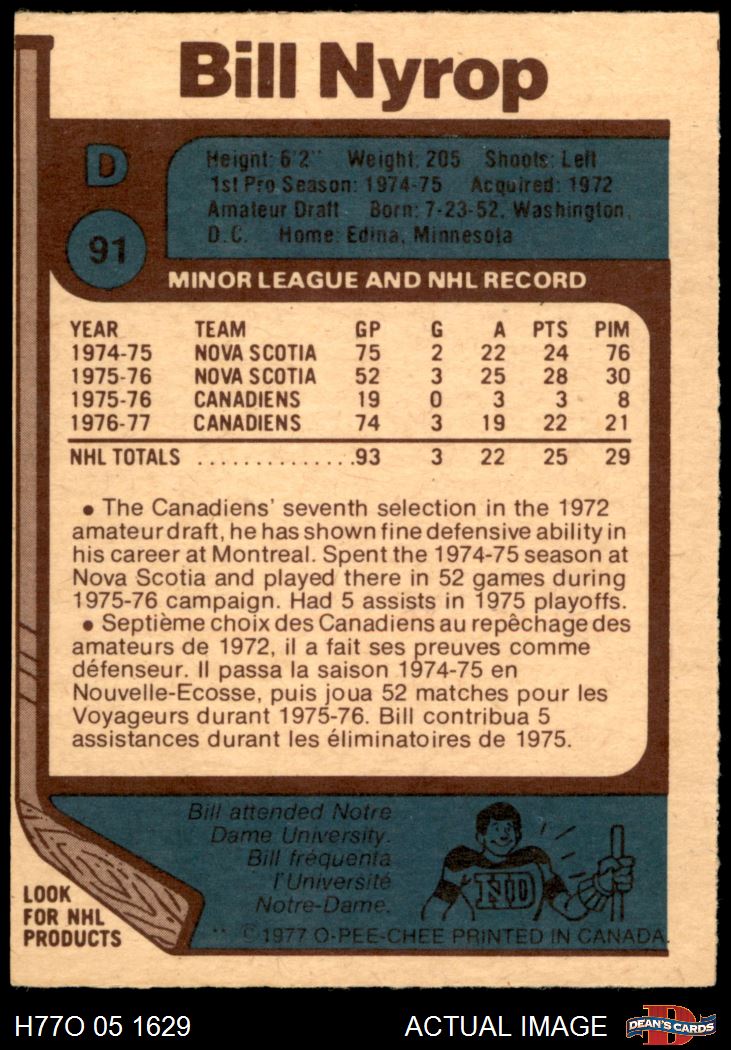 Bill Nyrop
D
91
Height: 6'2" Weight: 205 Shoots: Left
1st Pro Season: 1974-75 Acquired: 1972
Amateur Draft Born: 7-23-52, Washington,
D.C. Home: Edina, Minnesota
MINOR LEAGUE AND NHL RECORD
YEAR TEAM GP G A PTS PIM
1974-75 NOVA SCOTIA 75 2 22 24 76
1975-76 NOVA SCOTIA 52 3 25 28 30
1975-76 CANADIENS 19 0 3 3 8
1976-77 CANADIENS 74 3 19 22 21
NHL TOTALS ..............93 3 22 25 29
• The Canadiens' seventh selection in the 1972
amateur draft, he has shown fine defensive ability in
his career at Montreal. Spent the 1974-75 season at
Nova Scotia and played there in 52 games during
1975-76 campaign. Had 5 assists in 1975 playoffs.
• Septième choix des Canadiens au repêchage des
amateurs de 1972, il a fait ses preuves comme
défenseur. Il passa la saison 1974-75 en
Nouvelle-Ecosse, puis joua 52 matches pour les
Voyageurs durant 1975-76. Bill contribua 5
assistances durant les éliminatoires de 1975.
Bill attended Notre
Dame University.
Bill fréquenta
l'Université
Notre-Dame.
ND
LOOK
FOR NHL
PRODUCTS
** © 1977 O-PEE-CHEE PRINTED IN CANADA.
H77O 05 1629
ACTUAL IMAGE
D
DEAN'S CARDS